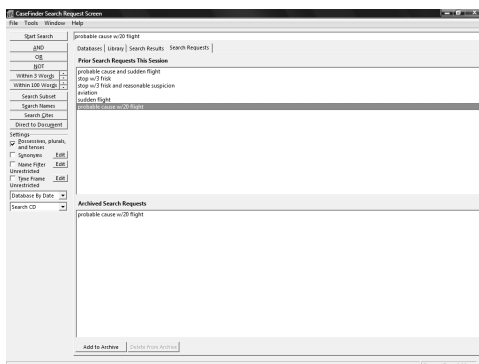 CaseFinder Search Request Screen
File Tools Window Help
Start Search
probable cause w/20 flight
AND
OR
NOT
Within 3 Words
Within 100 Words
Search Subset
Search Names
Search Cites
Direct to Document
Databases Library Search Results Search Requests
Prior Search Requests This Session
probable cause and sudden flight
stop w/3 frisk
stop w/3 frisk and reasonable suspicion
aviation
sudden flight
probable cause w/20 flight
Settings
Possessives, plurals,
and tenses
Synonyms Edit
Name Filter Edit
Unrestricted
Time Frame Edit
Unrestricted
Database By Date
Search CD
Archived Search Requests
probable cause w/20 flight
Add to Archive Delete from Archive